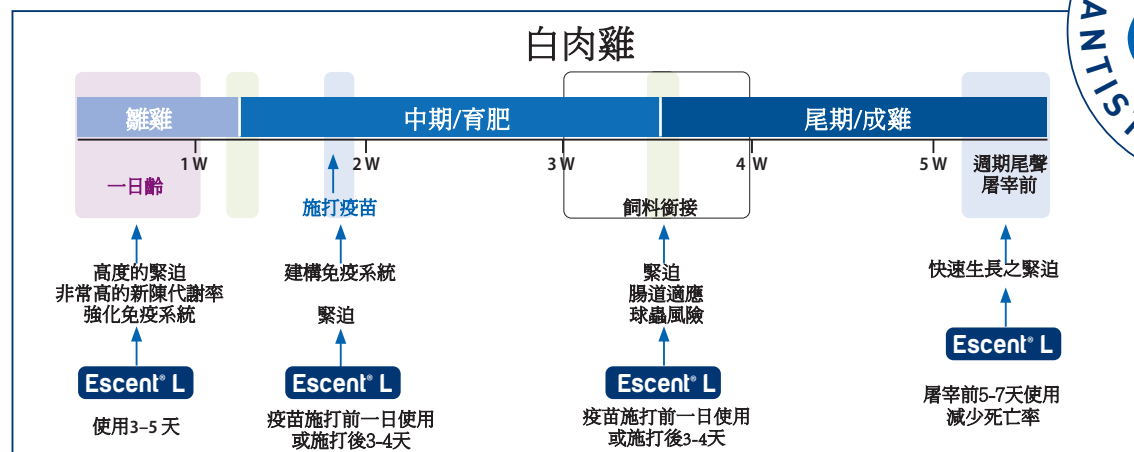 白肉雞
雛雞
中期/育肥
尾期/成雞
1 W
2 W
3 W
4 W
5 W
一日齡
施打疫苗
飼料銜接
週期尾聲
屠宰前
高度的緊迫
非常高的新陳代謝率
強化免疫系統
建構免疫系統
緊迫
緊迫
腸道適應
球蟲風險
快速生長之緊迫
Escent® L
Escent® L
Escent® L
Escent® L
使用3–5 天
疫苗施打前一日使用
或施打後3-4天
疫苗施打前一日使用
或施打後3-4天
屠宰前5-7天使用
減少死亡率
ANTIS